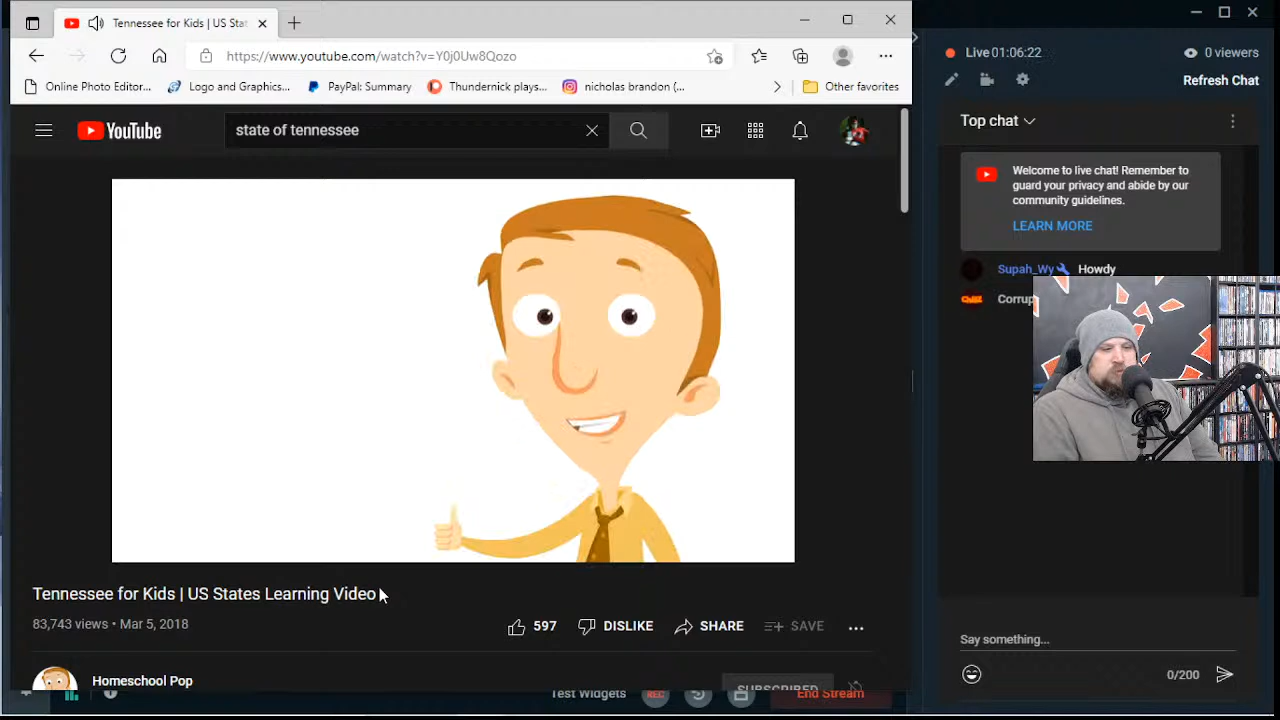 Tennessee for Kids | US Stat
https://www.youtube.com/watch?v=Y0j0Uw8Qozo
Online Photo Editor...
Logo and Graphics...
PayPal: Summary
Thundernick plays...
nicholas brandon (...
Other favorites
YouTube
state of tennessee
Tennessee for Kids | US States Learning Video
83,743 views • Mar 5, 2018
597
DISLIKE
SHARE
SAVE
Homeschool Pop
SUBSCRIBED
Test Widgets
REC
End Stream
Live 01:06:22
0 viewers
Refresh Chat
Top chat
Welcome to live chat! Remember to
guard your privacy and abide by our
community guidelines.
LEARN MORE
Supah_Wy Howdy
Corrup
Say something...
0/200